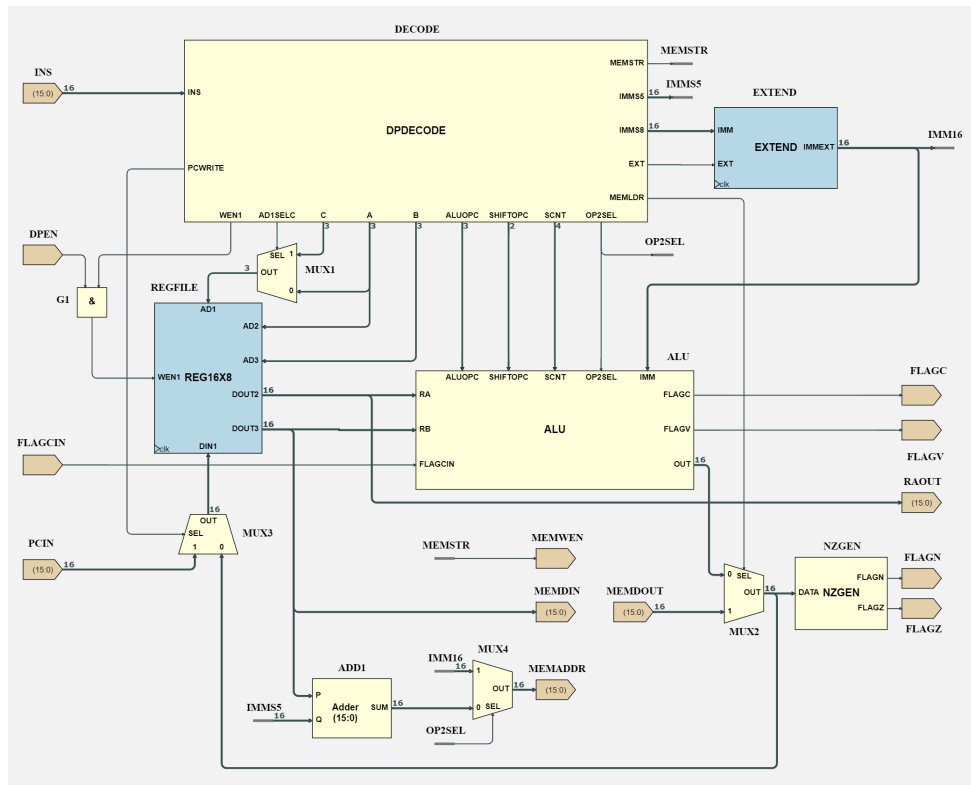 DECODE
INS
(15:0)
16
INS
DPDECODE
MEMSTR
MEMSTR
IMMS5
16
IMMS5
IMMS8
16
EXT
MEMLDR
PCWRITE
WEN1
AD1SELC
C
A
B
ALUOPC
SHIFTOPC
SCNT
OP2SEL
3
3
3
3
2
4
EXTEND
IMM
EXTEND
IMMEXT
16
EXT
clk
IMM16
OP2SEL
DPEN
G1
&
SEL
1
OUT
0
3
MUX1
REGFILE
AD1
AD2
AD3
WEN1
REG16X8
DOUT2
16
DOUT3
16
clk
DIN1
ALU
ALUOPC
SHIFTOPC
SCNT
OP2SEL
IMM
RA
RB
FLAGCIN
ALU
FLAGC
FLAGV
OUT
16
FLAGC
FLAGV
RAOUT
(15:0)
FLAGCIN
16
OUT
SEL
1
0
MUX3
PCIN
(15:0)
16
MEMSTR
MEMWEN
MEMDIN
(15:0)
MEMDOUT
(15:0)
16
0
SEL
OUT
1
16
MUX2
NZGEN
DATA
NZGEN
FLAGN
FLAGZ
FLAGN
FLAGZ
ADD1
P
Adder
(15:0)
SUM
16
Q
IMMS5
16
MUX4
IMM16
16
1
OUT
0
SEL
16
MEMADDR
(15:0)
OP2SEL